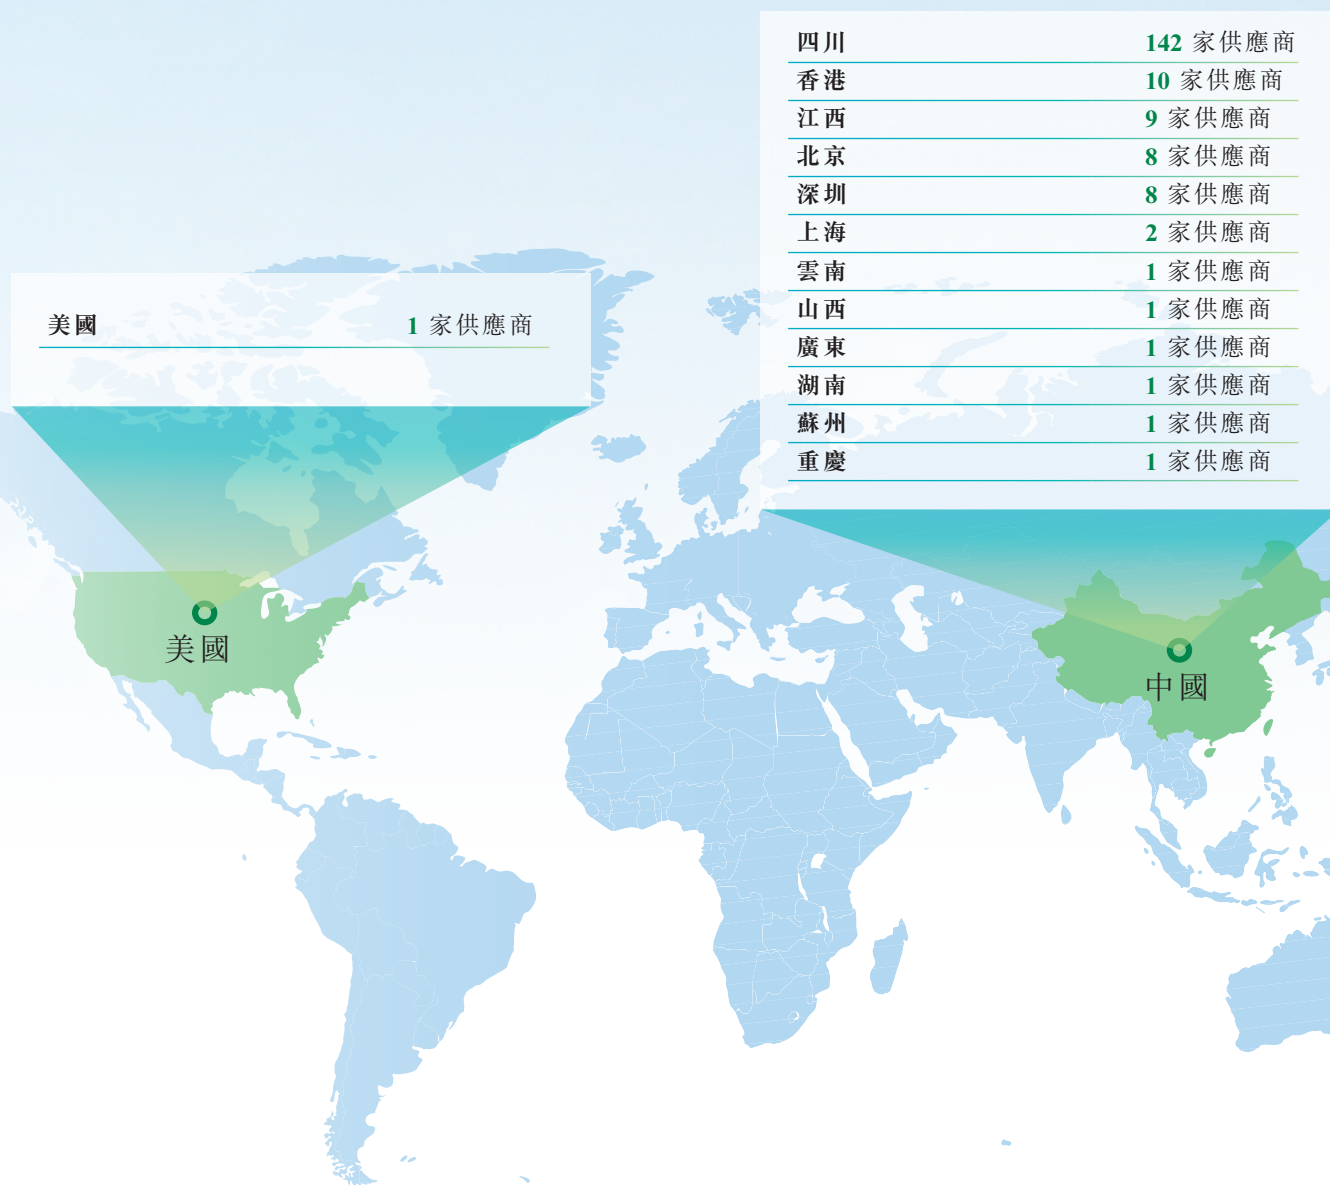 四川 142 家供應商
香港 10 家供應商
江西 9 家供應商
北京 8 家供應商
深圳 8 家供應商
上海 2 家供應商
雲南 1 家供應商
山西 1 家供應商
廣東 1 家供應商
湖南 1 家供應商
蘇州 1 家供應商
重慶 1 家供應商
美國 1 家供應商
美國
中國